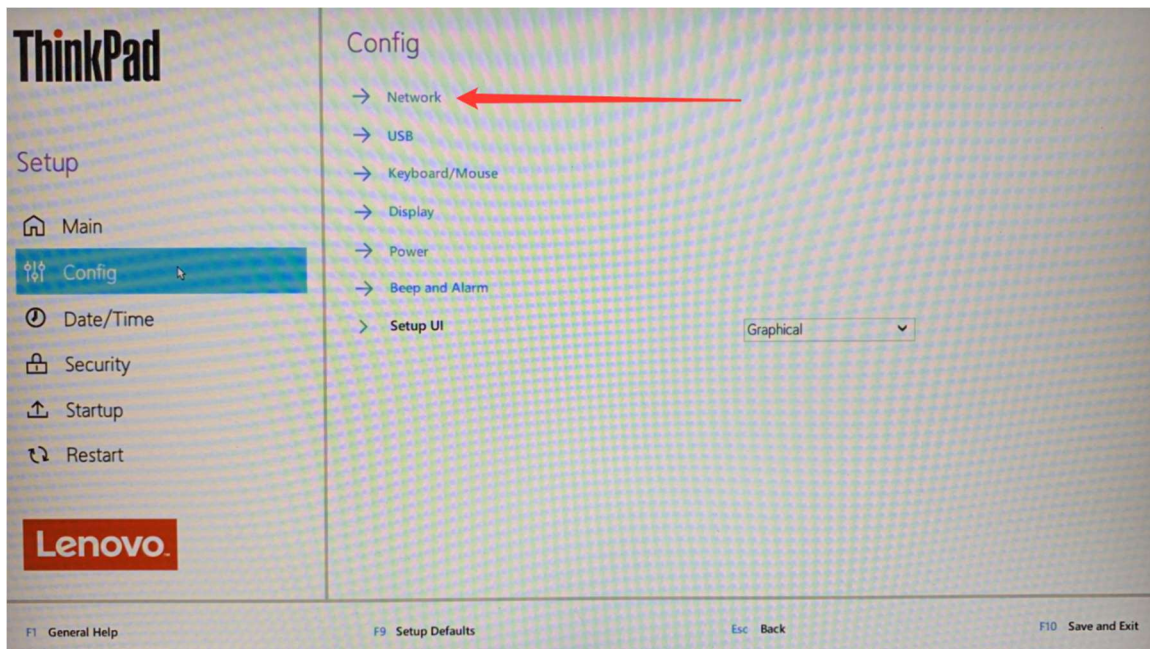 ThinkPad
Setup
Main
Config
Date/Time
Security
Startup
Restart
Lenovo.
Config
Network
USB
Keyboard/Mouse
Display
Power
Beep and Alarm
Setup UI Graphical
F1 General Help F9 Setup Defaults Esc Back F10 Save and Exit